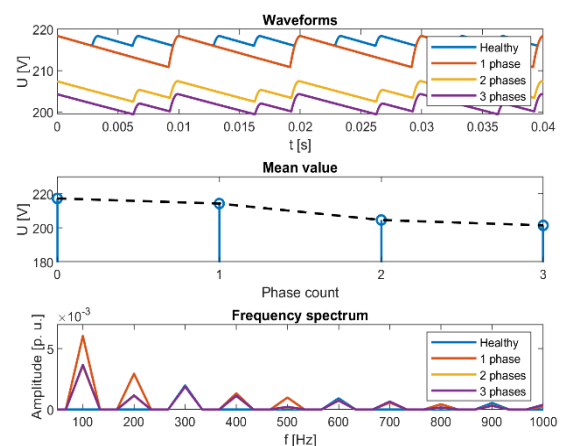 Waveforms
220
215
210
205
200
U [V]
0
0.005
0.01
0.015
0.02
0.025
0.03
0.035
0.04
t [s]
Healthy
1 phase
2 phases
3 phases
Mean value
220
200
180
U [V]
0
1
2
3
Phase count
Frequency spectrum
×10-3
5
0
Amplitude [p. u.]
100
200
300
400
500
600
700
800
900
1000
f [Hz]
Healthy
1 phase
2 phases
3 phases